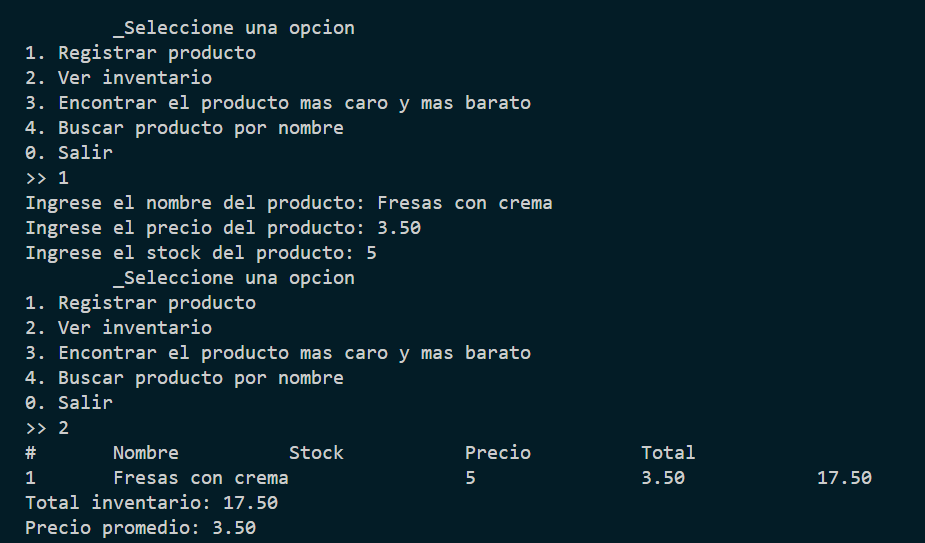 _Seleccione una opcion
1. Registrar producto
2. Ver inventario
3. Encontrar el producto mas caro y mas barato
4. Buscar producto por nombre
0. Salir
>> 1
Ingrese el nombre del producto: Fresas con crema
Ingrese el precio del producto: 3.50
Ingrese el stock del producto: 5
_Seleccione una opcion
1. Registrar producto
2. Ver inventario
3. Encontrar el producto mas caro y mas barato
4. Buscar producto por nombre
0. Salir
>> 2
# Nombre Stock Precio Total
1 Fresas con crema 5 3.50 17.50
Total inventario: 17.50
Precio promedio: 3.50